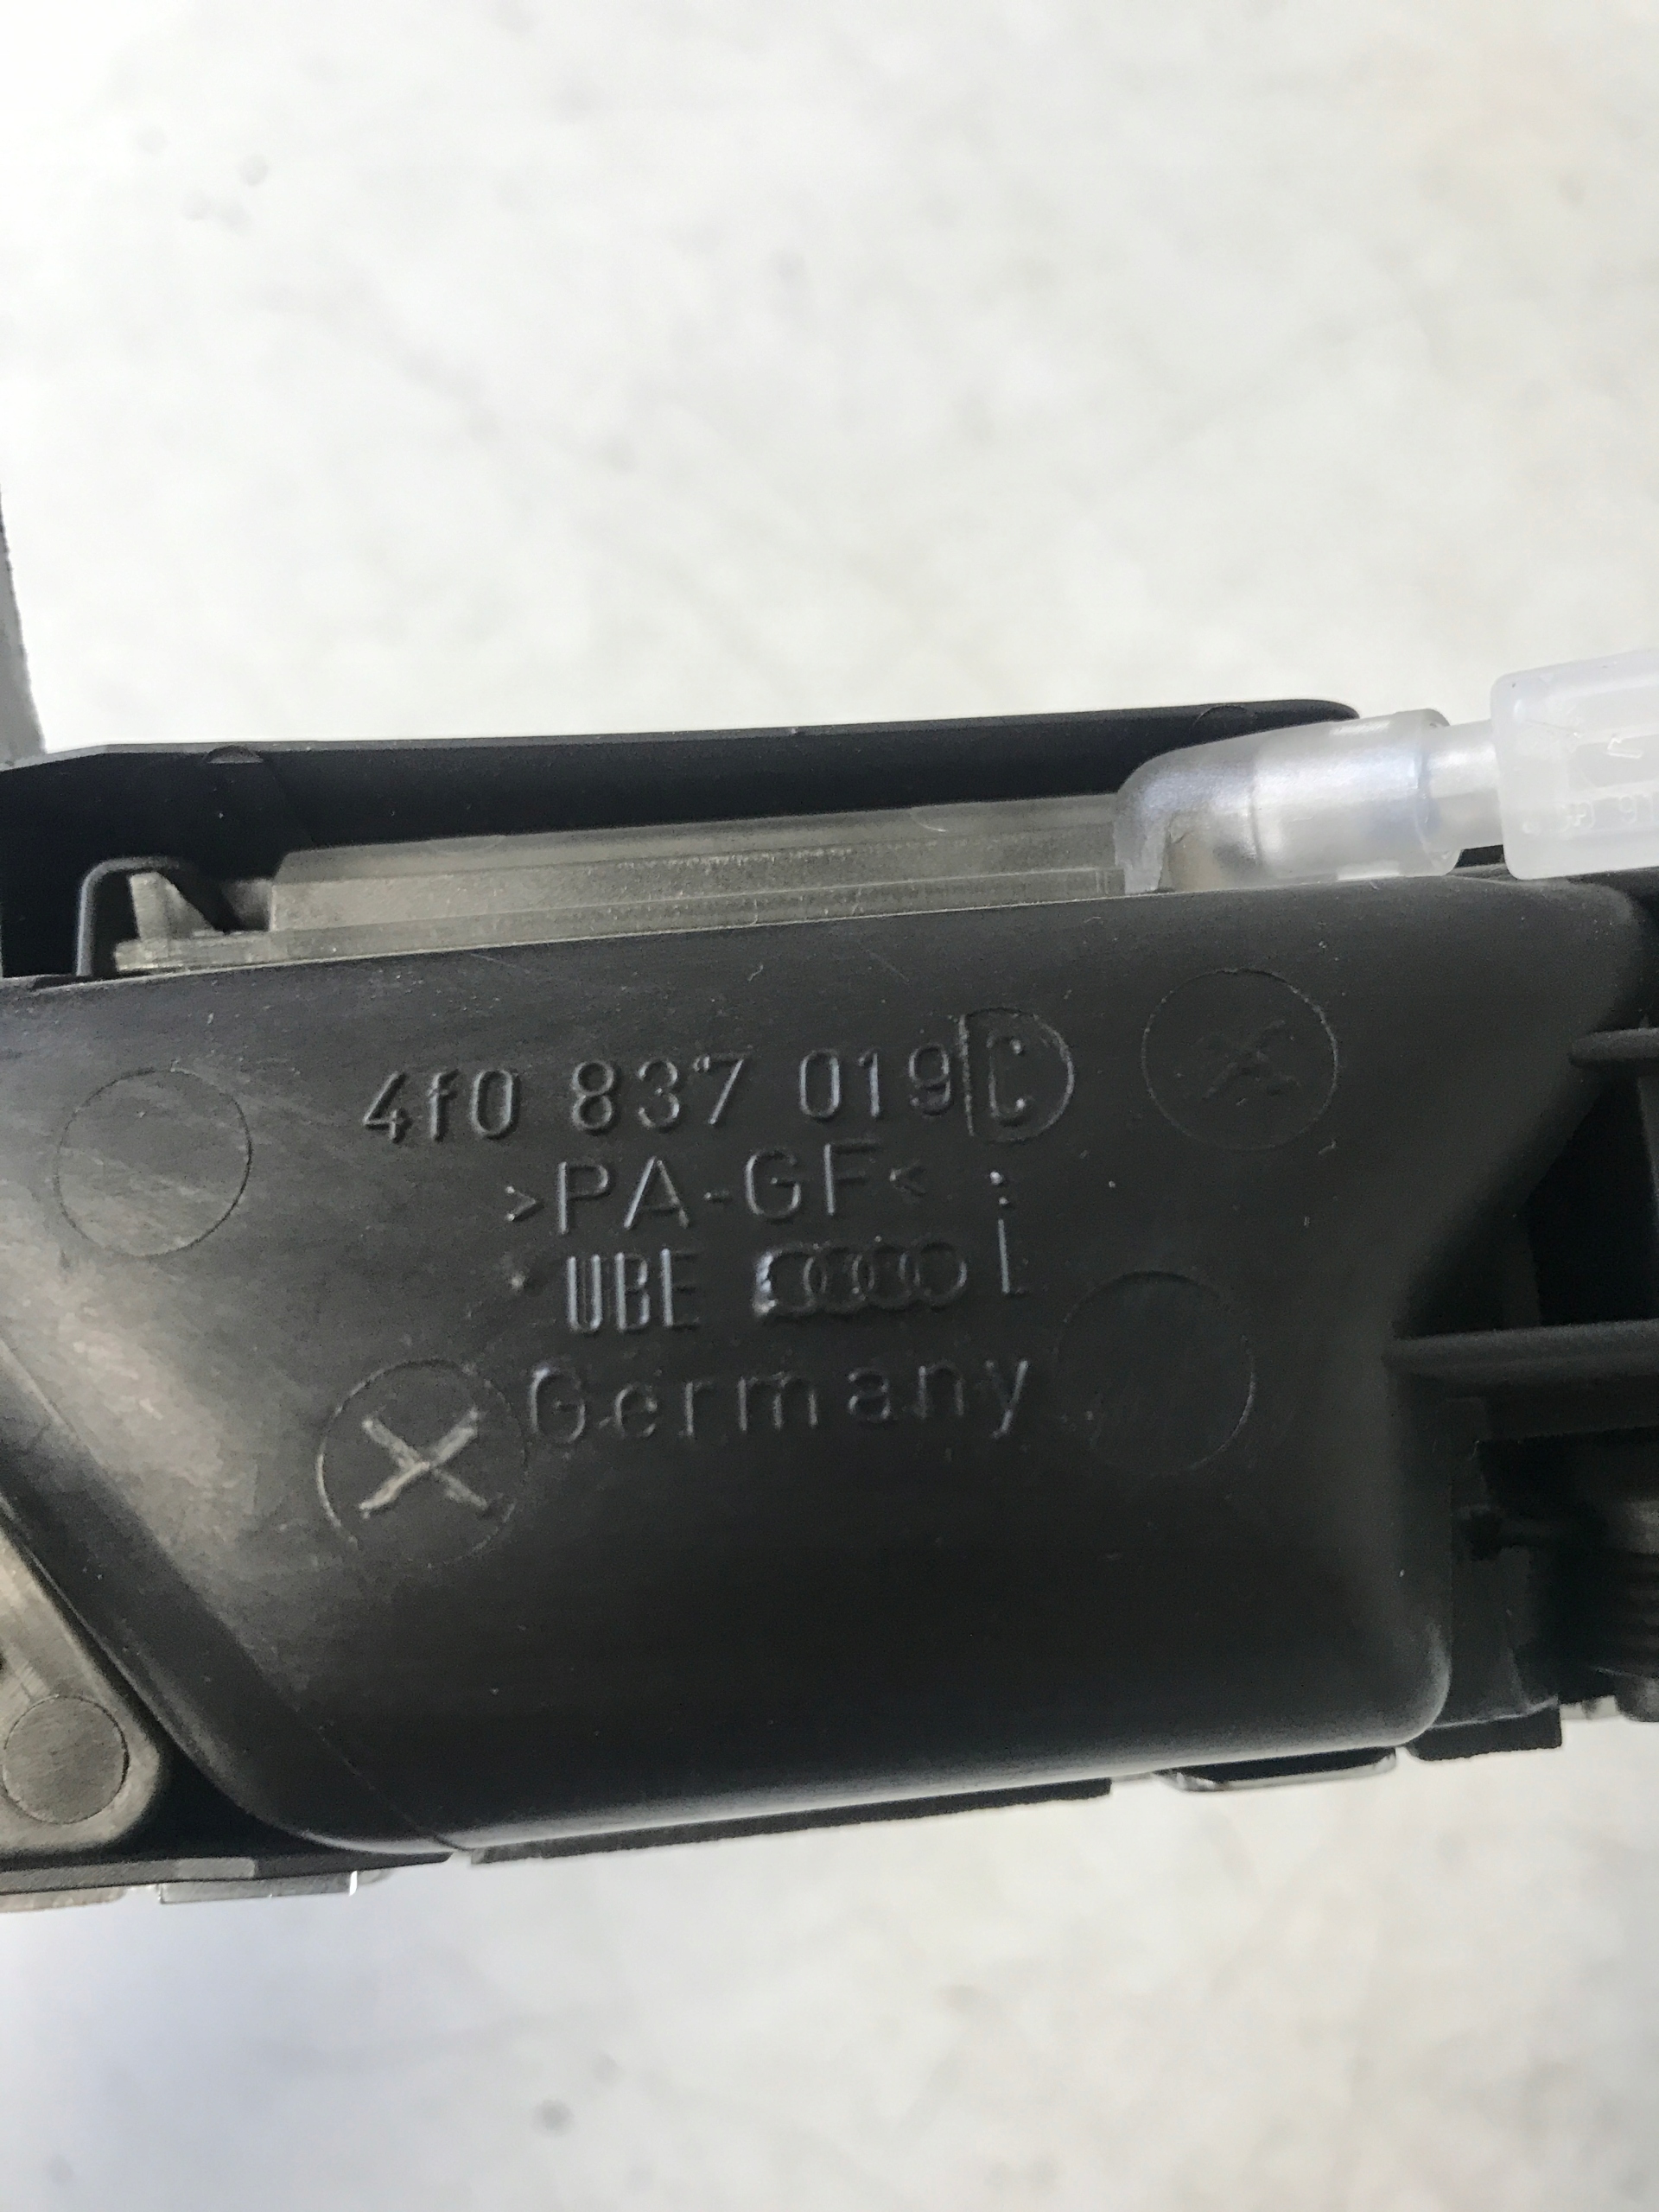 4f0 837 019 C
>PA-GF<
UBE L
Germany